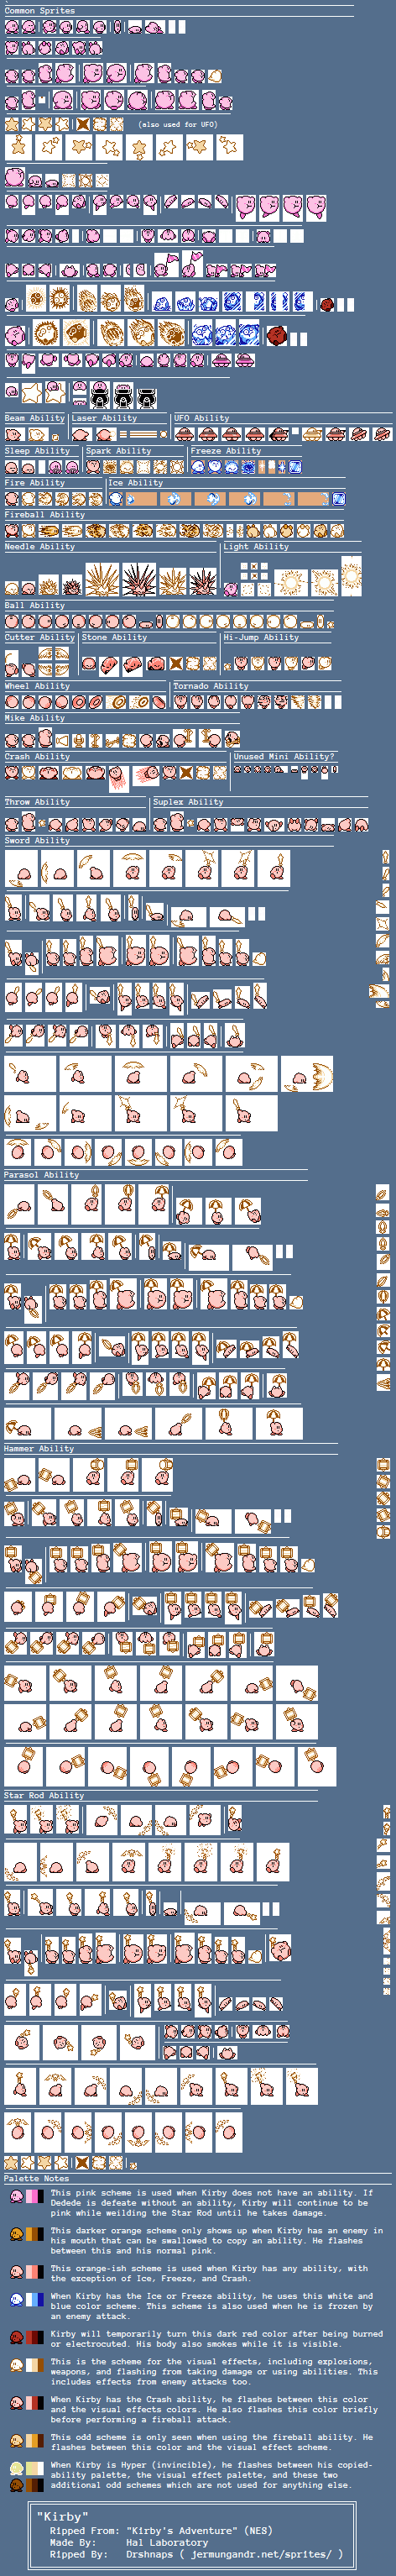 Common Sprites
(also used for UFO)
Beam Ability
Laser Ability
UFO Ability
Sleep Ability
Spark Ability
Freeze Ability
Fire Ability
Ice Ability
Fireball Ability
Needle Ability
Light Ability
Ball Ability
Cutter Ability
Stone Ability
Hi-Jump Ability
Wheel Ability
Tornado Ability
Mike Ability
Crash Ability
Unused Mini Ability?
Throw Ability
Suplex Ability
Sword Ability
Parasol Ability
Hammer Ability
Star Rod Ability
Palette Notes
This pink scheme is used when Kirby does not have an ability. If
Dedede is defeate without an ability, Kirby will continue to be
pink while weilding the Star Rod until he takes damage.
This darker orange scheme only shows up when Kirby has an enemy in
his mouth that can be swallowed to copy an ability. He flashes
between this and his normal pink.
This orange-ish scheme is used when Kirby has any ability, with
the exception of Ice, Freeze, and Crash.
When Kirby has the Ice or Freeze ability, he uses this white and
blue color scheme. This scheme is also used when he is frozen by
an enemy attack.
Kirby will temporarily turn this dark red color after being burned
or electrocuted. His body also smokes while it is visible.
This is the scheme for the visual effects, including explosions,
weapons, and flashing from taking damage or using abilities. This
includes effects from enemy attacks too.
When Kirby has the Crash ability, he flashes between this color
and the visual effects colors. He also flashes this color briefly
before performing a fireball attack.
This odd scheme is only seen when using the fireball ability. He
flashes between this color and the visual effect scheme.
When Kirby is Hyper (invincible), he flashes between his copied-
ability palette, the visual effect palette, and these two
additional odd schemes which are not used for anything else.
"Kirby"
Ripped From: "Kirby's Adventure" (NES)
Made By: Hal Laboratory
Ripped By: Drshnaps ( jermungandr.net/sprites/ )